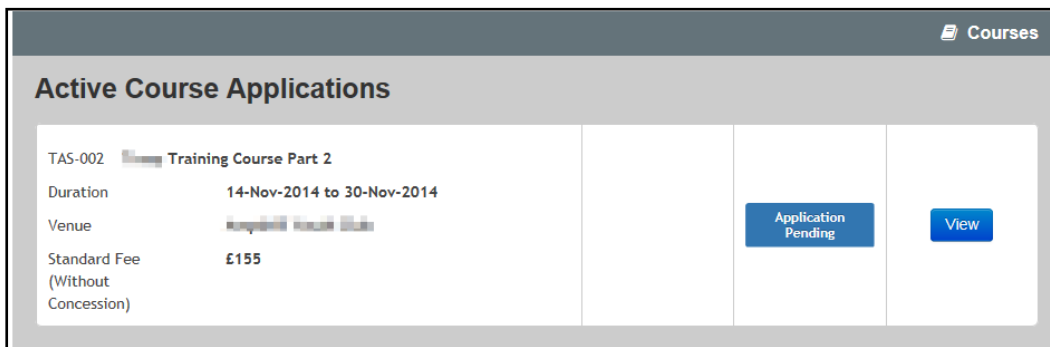 Courses
Active Course Applications
TAS-002 Training Course Part 2
Duration 14-Nov-2014 to 30-Nov-2014
Venue
Standard Fee £155
(Without
Concession)
Application
Pending
View